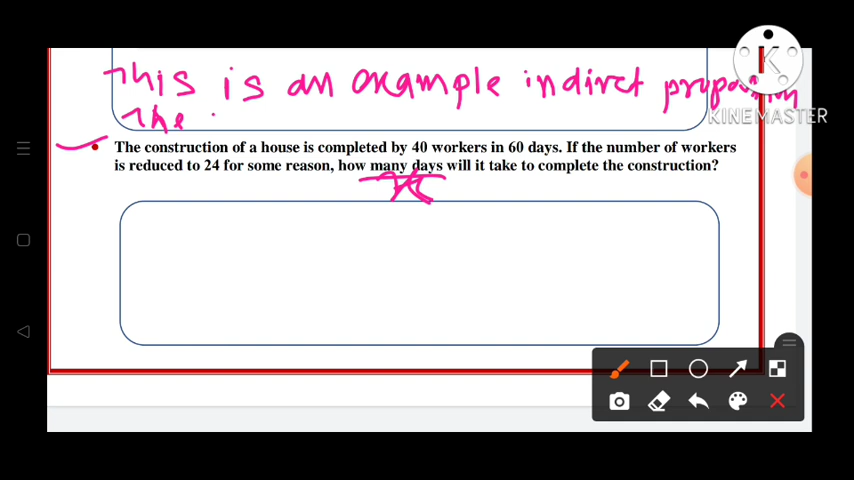 This is an example indirct proportion
The
KINEMASTER
The construction of a house is completed by 40 workers in 60 days. If the number of workers
is reduced to 24 for some reason, how many days will it take to complete the construction?
x